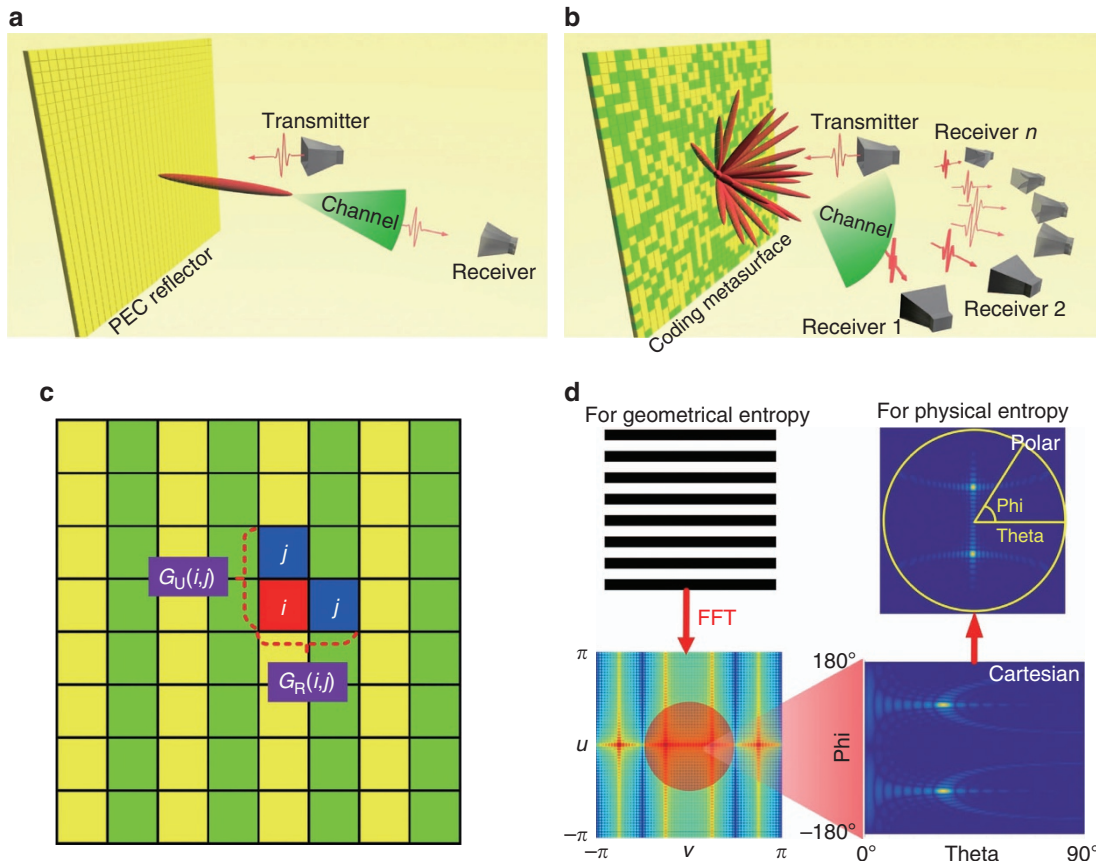 a
Transmitter
Channel
Receiver
PEC reflector
b
Transmitter
Receiver n
Channel
Receiver 2
Receiver 1
Coding metasurface
c
j
G_U(i,j)
i
j
G_R(i,j)
d
For geometrical entropy
For physical entropy
Polar
Phi
Theta
FFT
π
u
−π
−π
v
π
180°
Cartesian
Phi
−180°
0°
Theta
90°